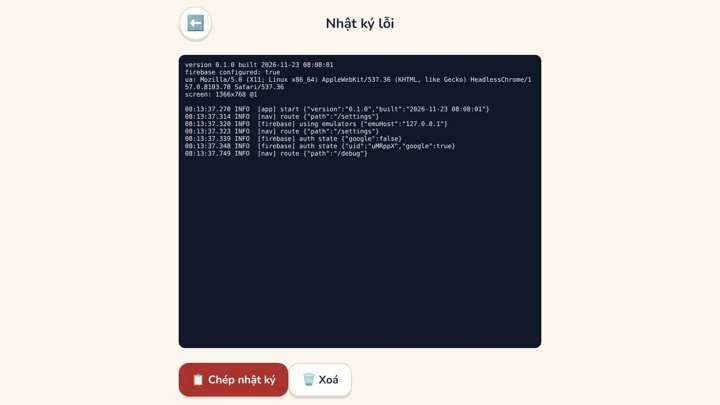 Nhật ký lỗi
version 0.1.0 built 2026-11-23 08:08:01
firebase configured: true
ua: Mozilla/5.0 (X11; Linux x86_64) AppleWebKit/537.36 (KHTML, like Gecko) HeadlessChrome/1
57.0.8103.78 Safari/537.36
screen: 1366x768 @1
08:13:37.270 INFO [app] start {"version":"0.1.0","built":"2026-11-23 08:08:01"}
08:13:37.314 INFO [nav] route {"path":"/settings"}
08:13:37.320 INFO [firebase] using emulators {"emuHost":"127.0.0.1"}
08:13:37.323 INFO [nav] route {"path":"/settings"}
08:13:37.339 INFO [firebase] auth state {"google":false}
08:13:37.348 INFO [firebase] auth state {"uid":"uMRppX","google":true}
08:13:37.749 INFO [nav] route {"path":"/debug"}
Chép nhật ký
Xoá